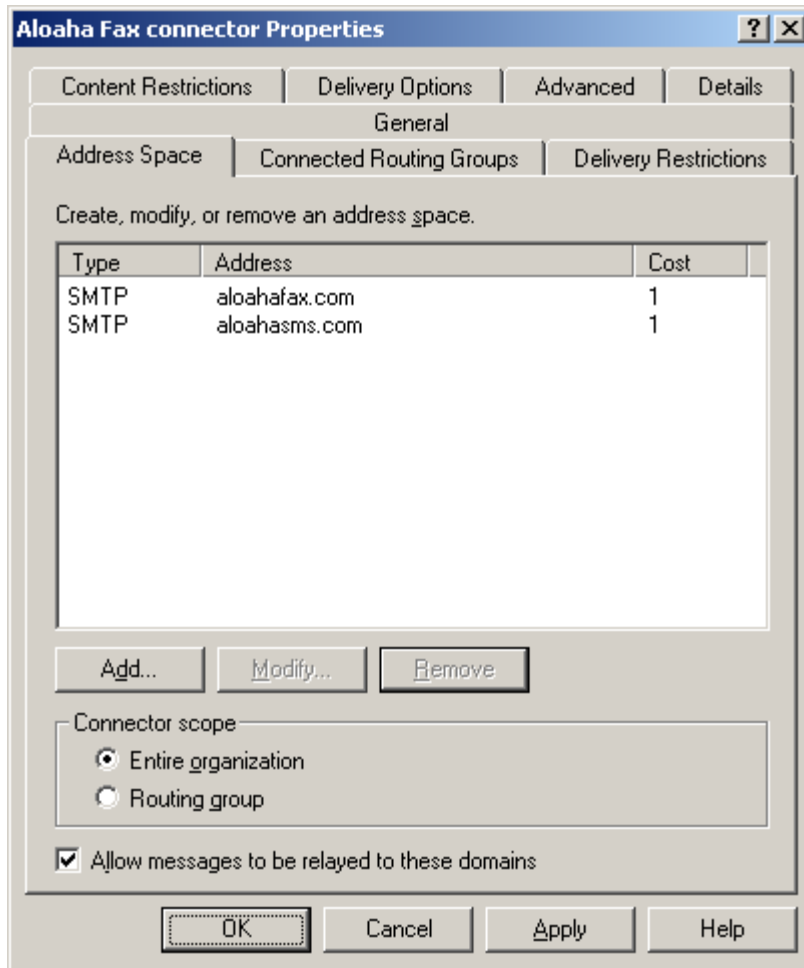 Aloaha Fax connector Properties
Content Restrictions Delivery Options Advanced Details
General
Address Space Connected Routing Groups Delivery Restrictions
Create, modify, or remove an address space.
Type Address Cost
SMTP aloahafax.com 1
SMTP aloahasms.com 1
Add... Modify... Remove
Connector scope
Entire organization
Routing group
Allow messages to be relayed to these domains
OK Cancel Apply Help